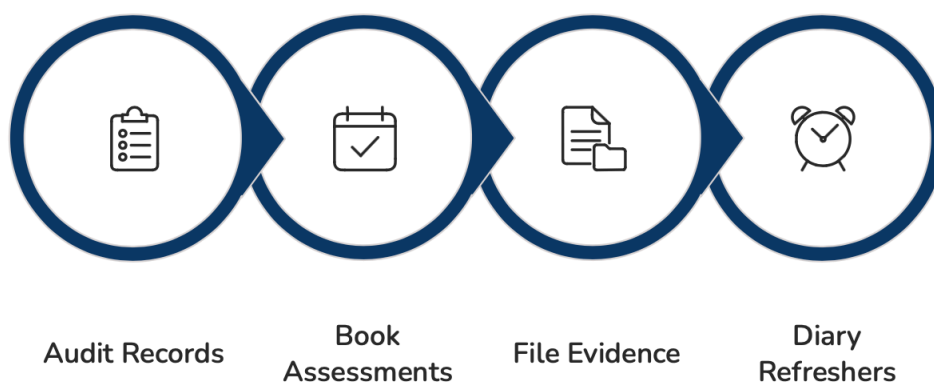 Audit Records
Book
Assessments
File Evidence
Diary
Refreshers